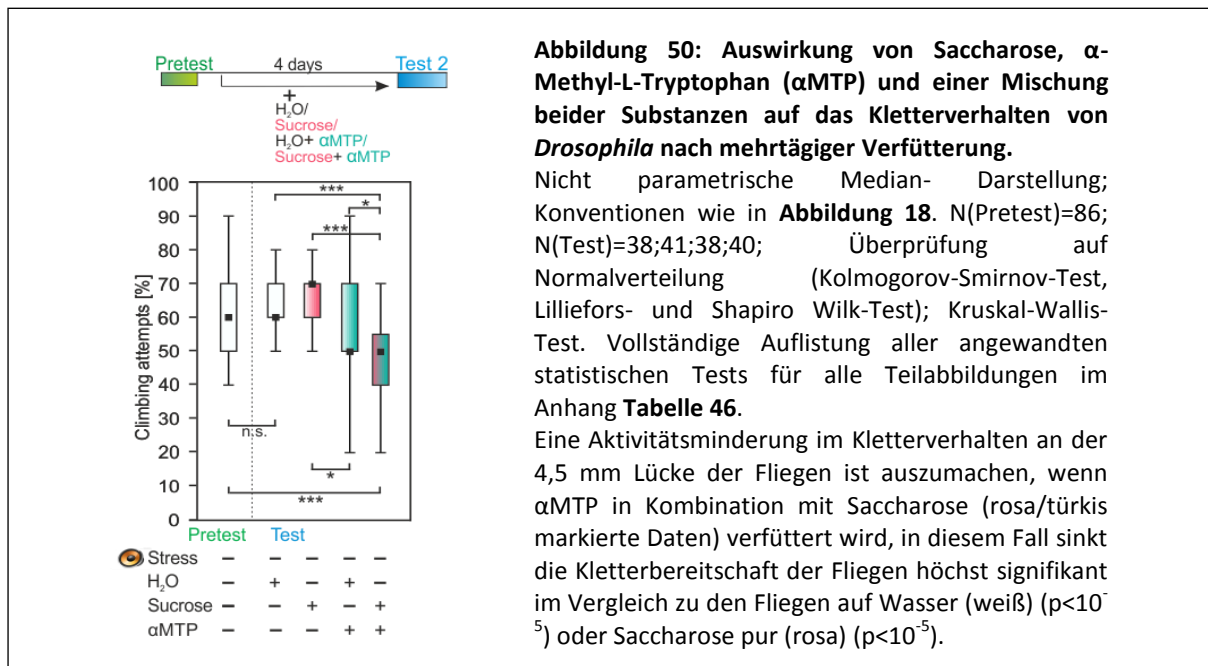 Pretest 4 days Test 2
+
H₂O/
Sucrose/
H₂O+ αMTP/
Sucrose+ αMTP
Climbing attempts [%]
100
90
80
70
60
50
40
30
20
10
0
***
*
***
n.s.
*
***
Pretest Test
Stress – – – – –
H₂O – + – + –
Sucrose – – + – +
αMTP – – – + +
Abbildung 50: Auswirkung von Saccharose, α-
Methyl-L-Tryptophan (αMTP) und einer Mischung
beider Substanzen auf das Kletterverhalten von
Drosophila nach mehrtägiger Verfütterung.
Nicht parametrische Median- Darstellung;
Konventionen wie in Abbildung 18. N(Pretest)=86;
N(Test)=38;41;38;40; Überprüfung auf
Normalverteilung (Kolmogorov-Smirnov-Test,
Lilliefors- und Shapiro Wilk-Test); Kruskal-Wallis-
Test. Vollständige Auflistung aller angewandten
statistischen Tests für alle Teilabbildungen im
Anhang Tabelle 46.
Eine Aktivitätsminderung im Kletterverhalten an der
4,5 mm Lücke der Fliegen ist auszumachen, wenn
αMTP in Kombination mit Saccharose (rosa/türkis
markierte Daten) verfüttert wird, in diesem Fall sinkt
die Kletterbereitschaft der Fliegen höchst signifikant
im Vergleich zu den Fliegen auf Wasser (weiß) (p<10⁻
⁵) oder Saccharose pur (rosa) (p<10⁻⁵).